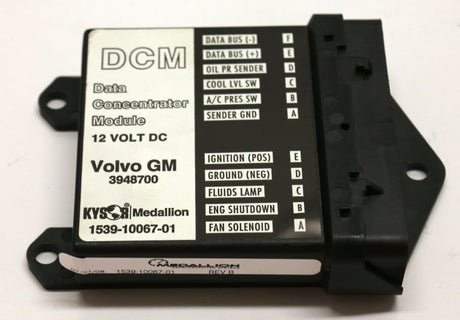 DCM
Data
Concentrator
Module
12 VOLT DC
Volvo GM
3948700
KYSOR Medallion
1539-10067-01
DATA BUS (-) F
DATA BUS (+) E
OIL PR SENDER D
COOL LVL SW C
A/C PRES SW B
SENDER GND A
IGNITION (POS) E
GROUND (NEG) D
FLUIDS LAMP C
ENG SHUTDOWN B
FAN SOLENOID A
MEDALLION
1539-10067-01 REV B